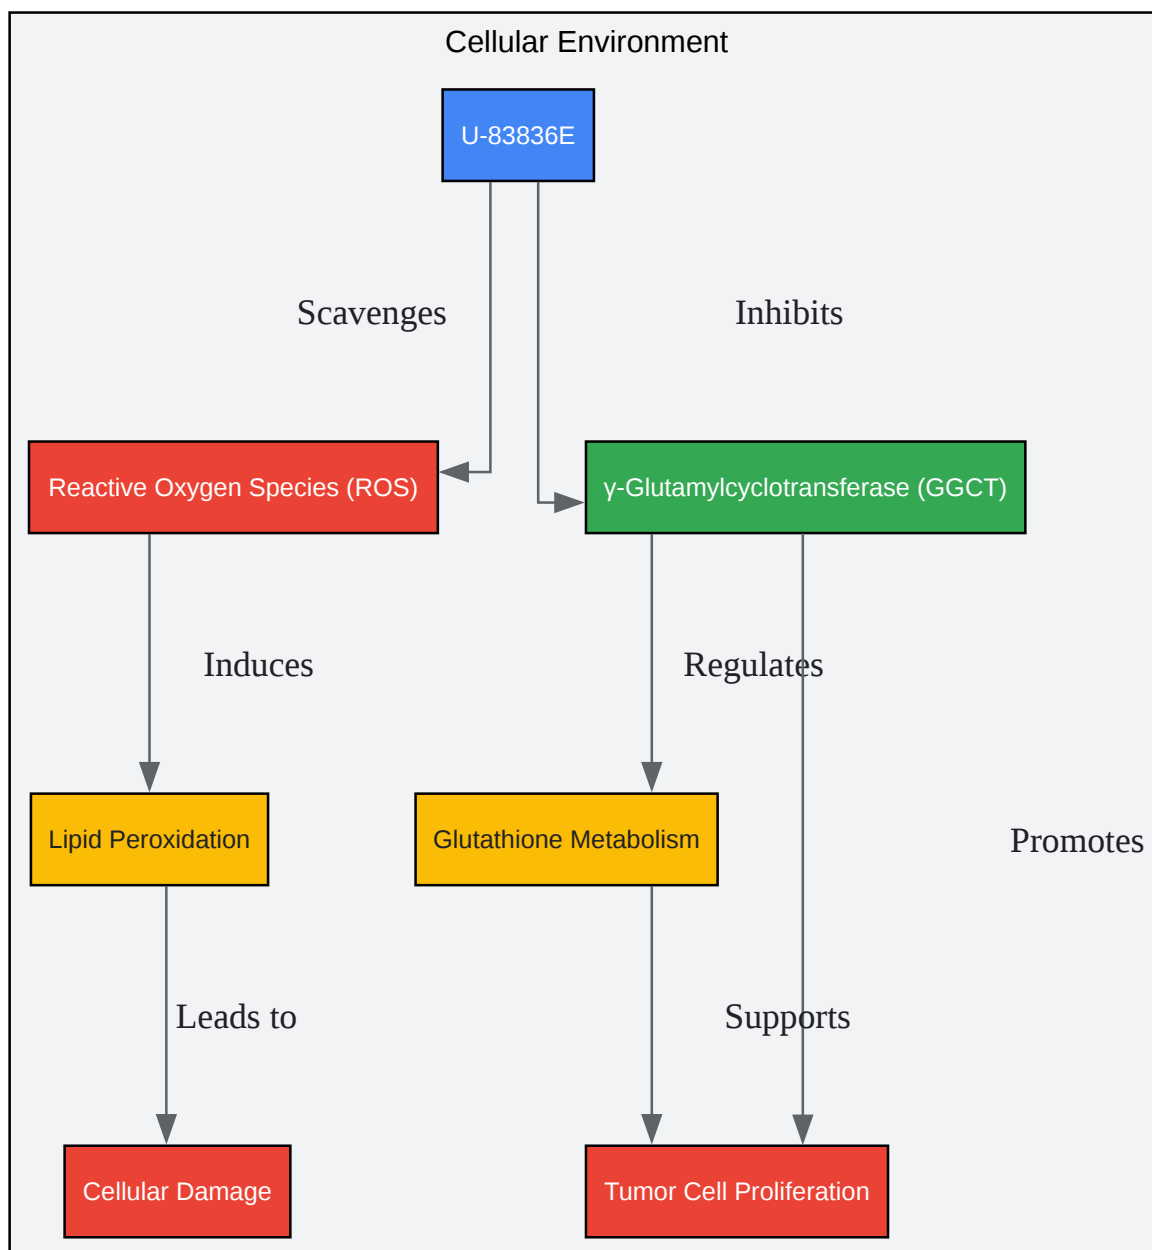 Cellular Environment
U-83836E
Scavenges
Inhibits
Reactive Oxygen Species (ROS)
γ-Glutamylcyclotransferase (GGCT)
Induces
Regulates
Lipid Peroxidation
Glutathione Metabolism
Promotes
Leads to
Supports
Cellular Damage
Tumor Cell Proliferation